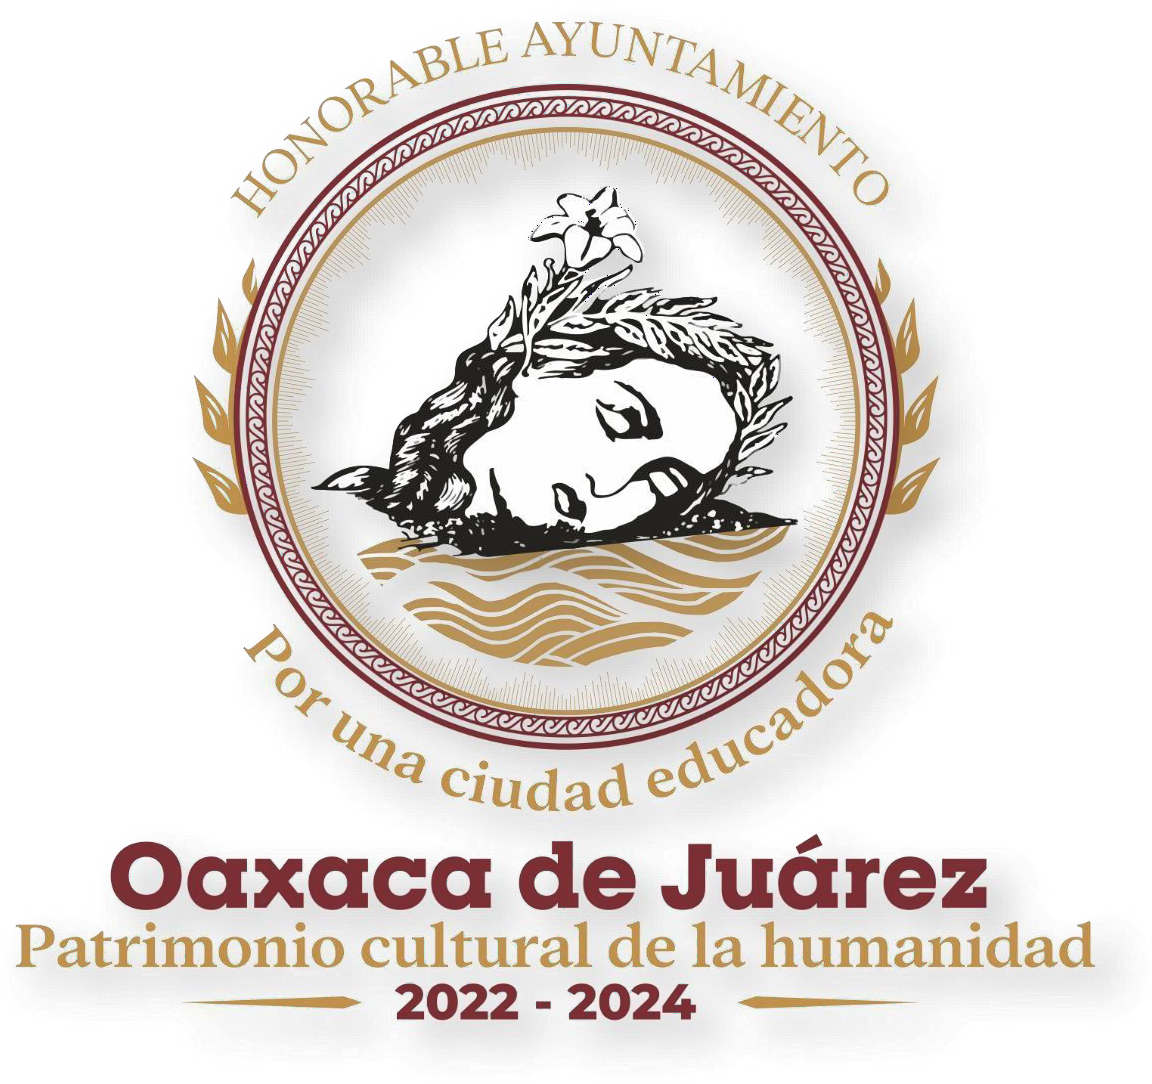 HONORABLE AYUNTAMIENTO
Por una ciudad educadora
Oaxaca de Juárez
Patrimonio cultural de la humanidad
2022 - 2024